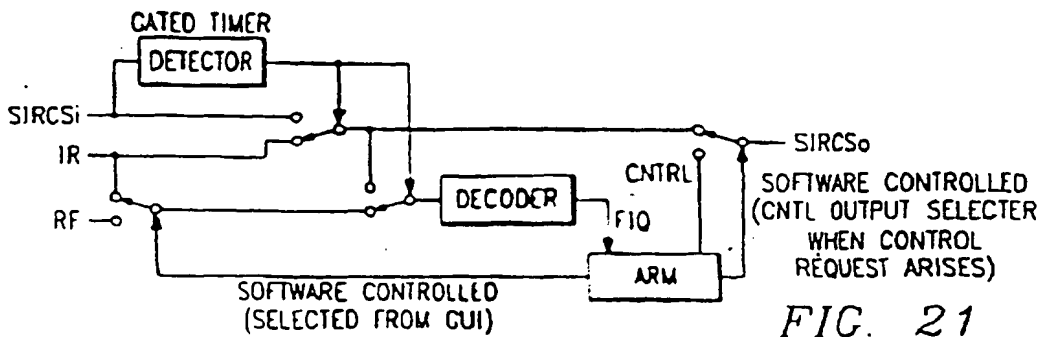 GATED TIMER
DETECTOR
SIRCSi
IR
RF
SIRCSo
CNTRL
DECODER
FIQ
ARM
SOFTWARE CONTROLLED
(CNTL OUTPUT SELECTER
WHEN CONTROL
REQUEST ARISES)
SOFTWARE CONTROLLED
(SELECTED FROM GUI)
FIG. 21